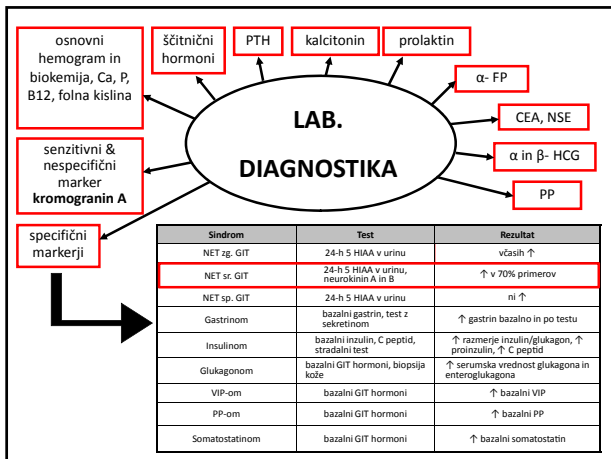 osnovni
hemogram in
biokemija, Ca, P,
B12, folna kislina
ščitnični
hormoni
PTH
kalcitonin
prolaktin
α- FP
CEA, NSE
α in β- HCG
PP
LAB.
DIAGNOSTIKA
senzitivni &
nespecifični
marker
kromogranin A
specifični
markerji
Sindrom Test Rezultat
NET zg. GIT 24-h 5 HIAA v urinu včasih ↑
NET sr. GIT 24-h 5 HIAA v urinu, neurokinin A in B ↑ v 70% primerov
NET sp. GIT 24-h 5 HIAA v urinu ni ↑
Gastrinom bazalni gastrin, test z sekretinom ↑ gastrin bazalno in po testu
Insulinom bazalni inzulin, C peptid, stradalni test ↑ razmerje inzulin/glukagon, ↑ proinzulin, ↑ C peptid
Glukagonom bazalni GIT hormoni, biopsija kože ↑ serumska vrednost glukagona in enteroglukagona
VIP-om bazalni GIT hormoni ↑ bazalni VIP
PP-om bazalni GIT hormoni ↑ bazalni PP
Somatostatinom bazalni GIT hormoni ↑ bazalni somatostatin